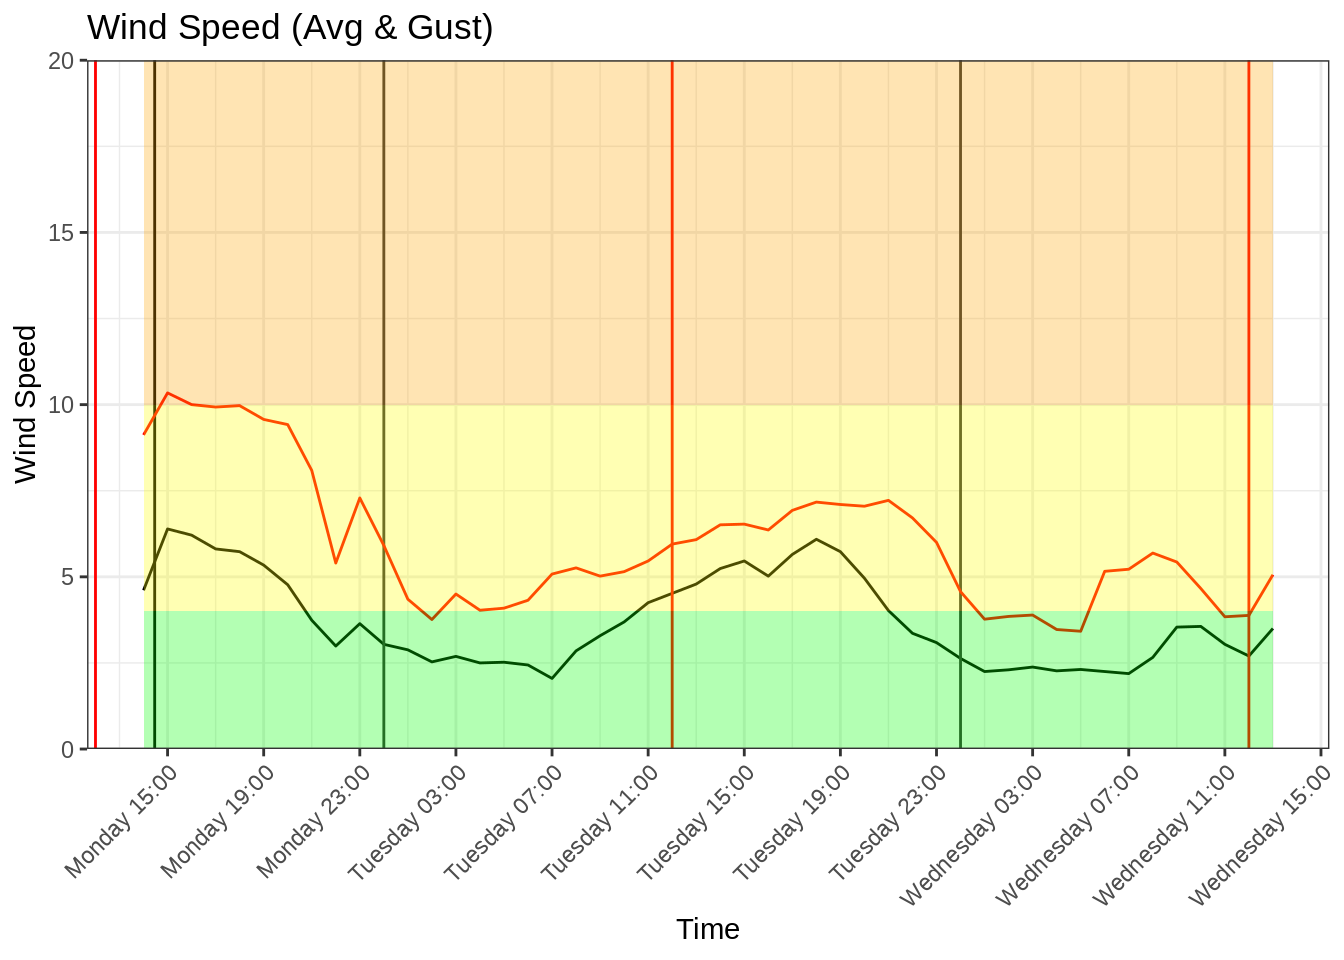 Wind Speed (Avg & Gust)
20
15
10
5
0
Wind Speed
Monday 15:00
Monday 19:00
Monday 23:00
Tuesday 03:00
Tuesday 07:00
Tuesday 11:00
Tuesday 15:00
Tuesday 19:00
Tuesday 23:00
Wednesday 03:00
Wednesday 07:00
Wednesday 11:00
Wednesday 15:00
Time